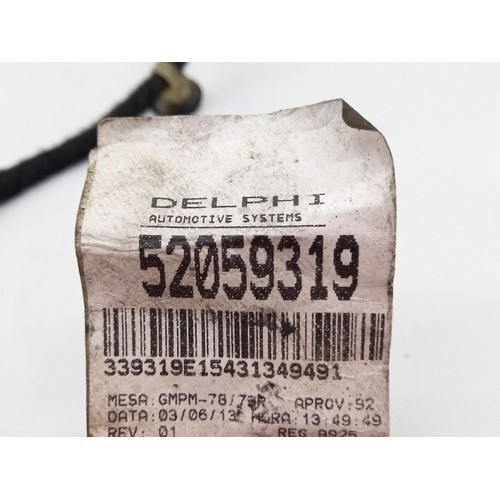 DELPHI
AUTOMOTIVE SYSTEMS
52059319
339319E15431349491
MESA:GMPM-78/79R APROV:92
DATA:03/06/13 HORA:13:49:49
REV: 01 REG:8925